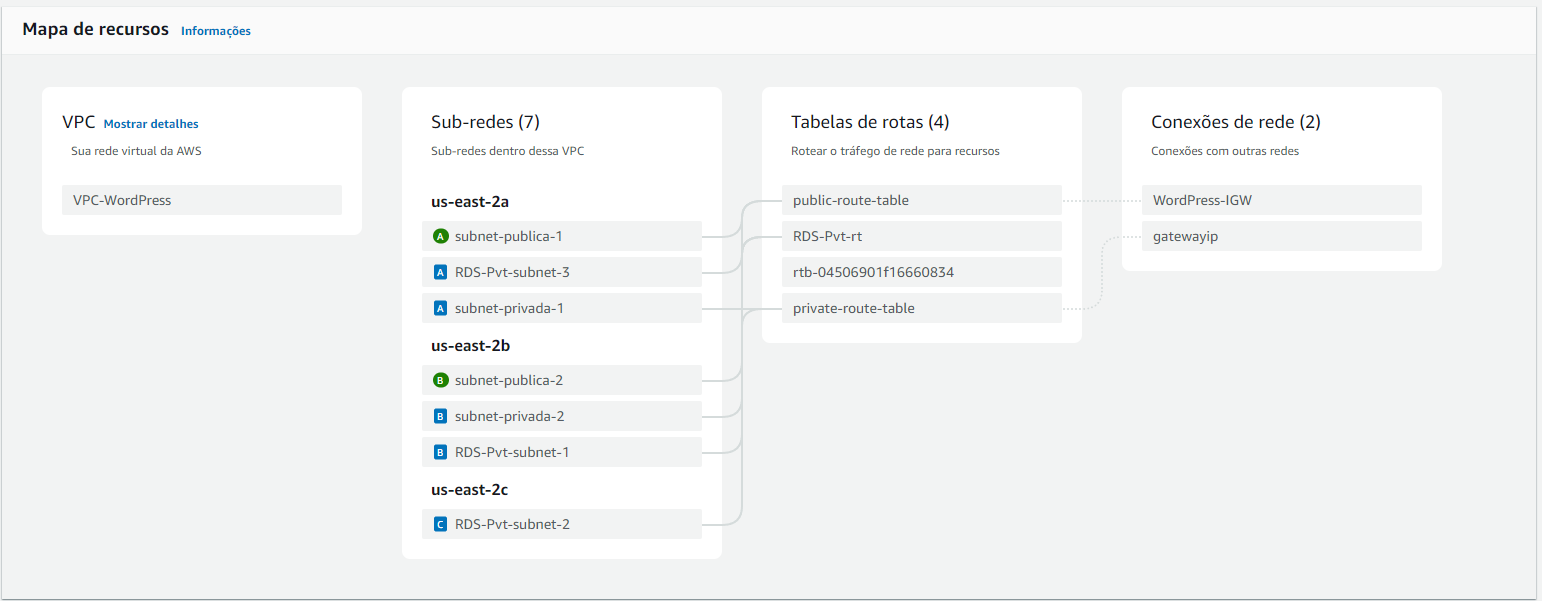 Mapa de recursos Informações
VPC Mostrar detalhes
Sua rede virtual da AWS
VPC-WordPress
Sub-redes (7)
Sub-redes dentro dessa VPC
us-east-2a
A subnet-publica-1
A RDS-Pvt-subnet-3
A subnet-privada-1
us-east-2b
B subnet-publica-2
B subnet-privada-2
B RDS-Pvt-subnet-1
us-east-2c
C RDS-Pvt-subnet-2
Tabelas de rotas (4)
Rotear o tráfego de rede para recursos
public-route-table
RDS-Pvt-rt
rtb-04506901f16660834
private-route-table
Conexões de rede (2)
Conexões com outras redes
WordPress-IGW
gatewayip